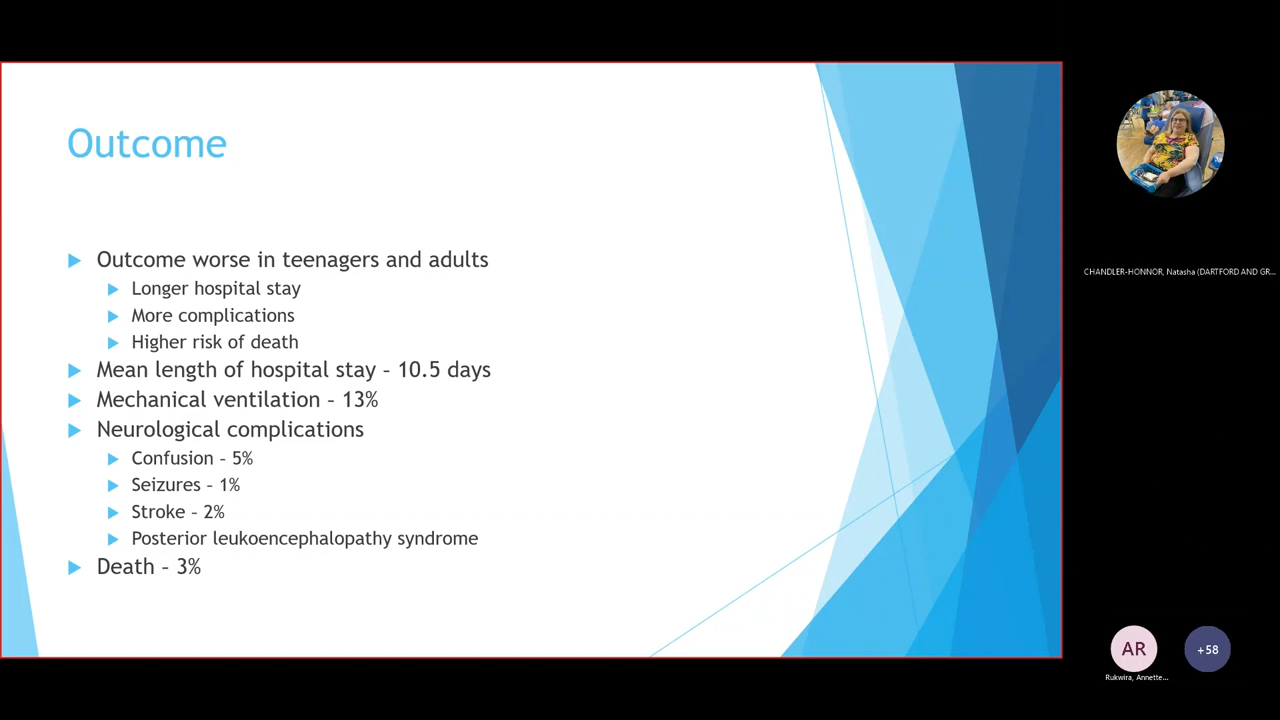 Outcome
Outcome worse in teenagers and adults
Longer hospital stay
More complications
Higher risk of death
Mean length of hospital stay – 10.5 days
Mechanical ventilation – 13%
Neurological complications
Confusion – 5%
Seizures – 1%
Stroke – 2%
Posterior leukoencephalopathy syndrome
Death – 3%
CHANDLER-HONNOR, Natasha (DARTFORD AND GR...
AR
+58
Rukwira, Annette...